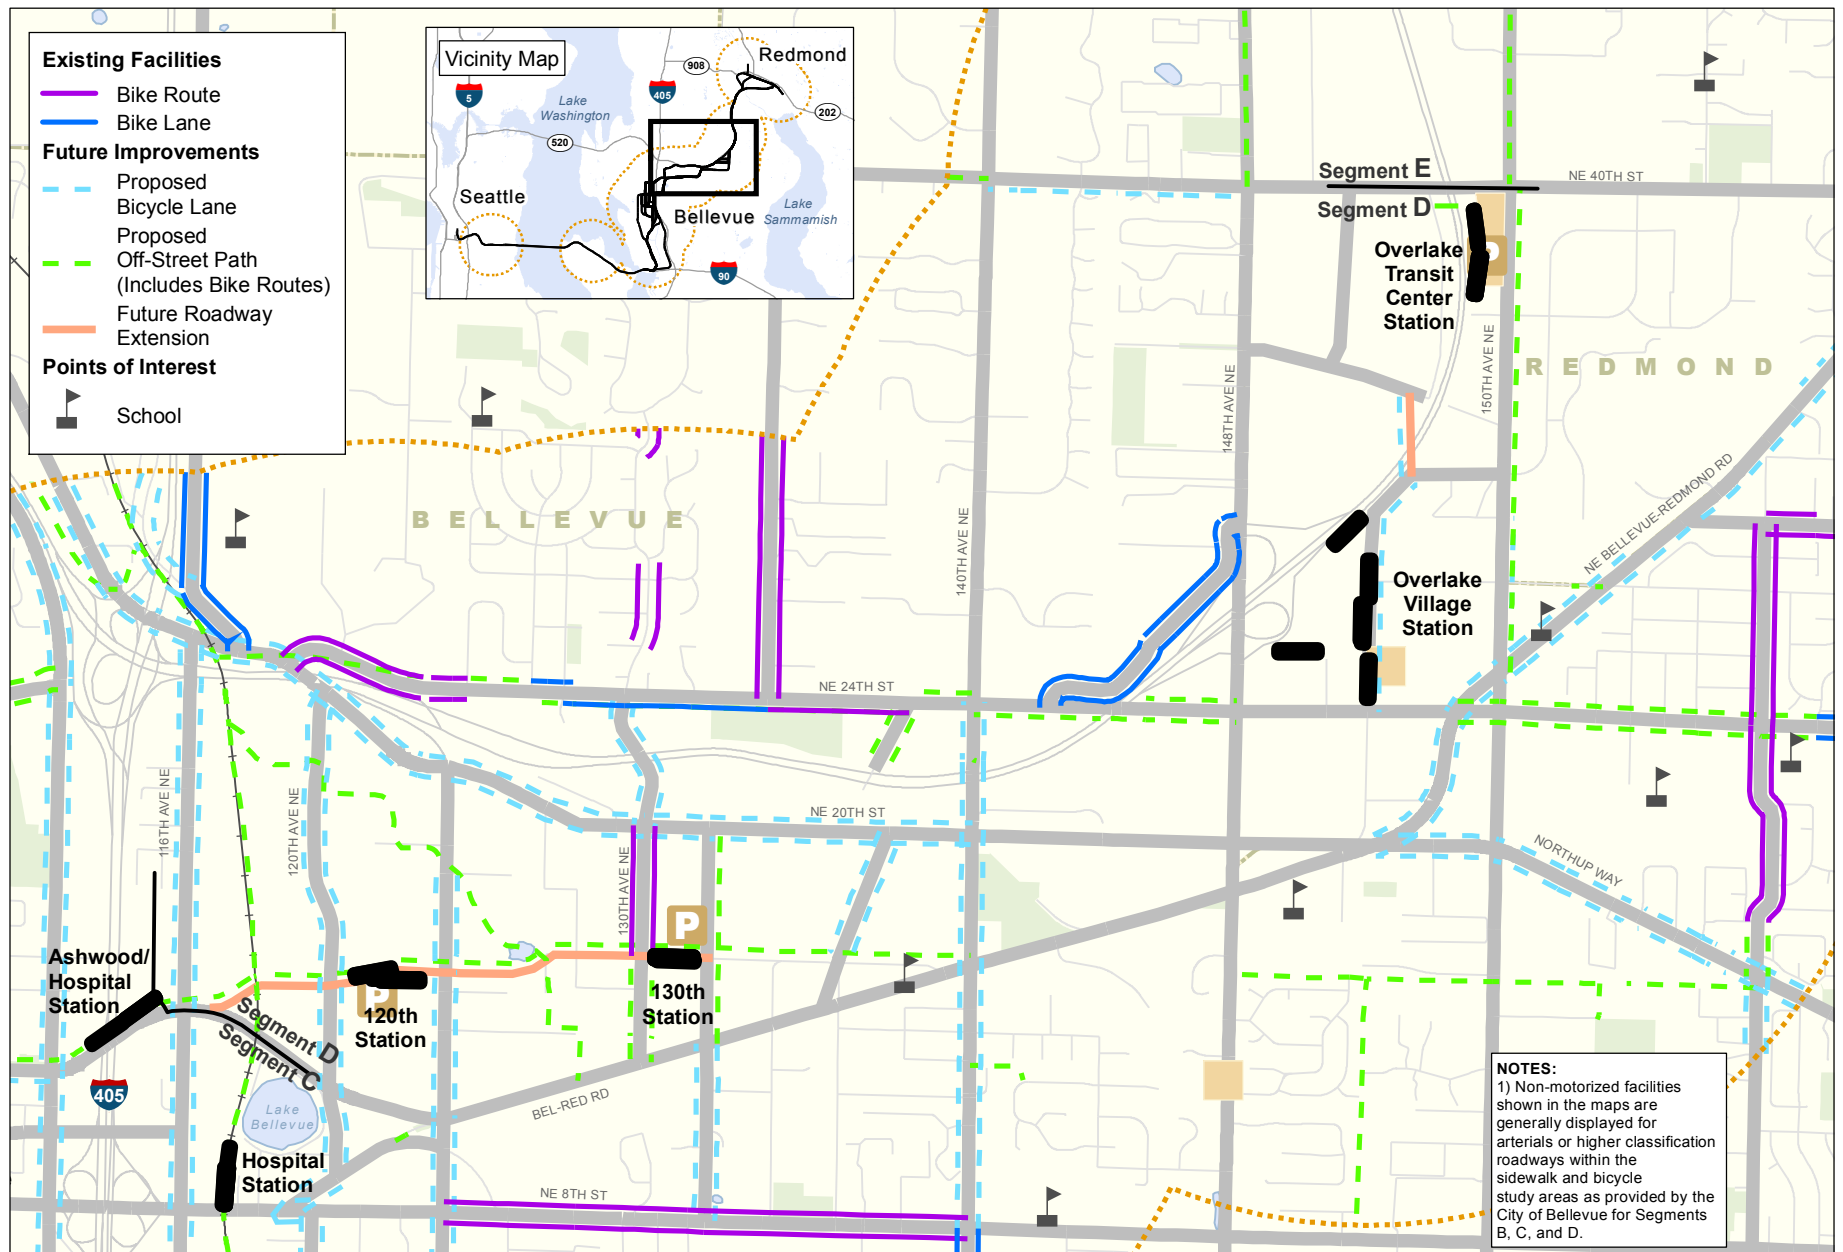 Existing Facilities
Bike Route
Bike Lane
Future Improvements
Proposed
Bicycle Lane
Proposed
Off-Street Path
(Includes Bike Routes)
Future Roadway
Extension
Points of Interest
School
Vicinity Map
Redmond
908
5
405
202
Lake
Washington
520
Seattle
Bellevue
Lake
Sammamish
90
Segment E
NE 40TH ST
Segment D
Overlake
Transit
Center
Station
P
148TH AVE NE
150TH AVE NE
REDMOND
BELLEVUE
140TH AVE NE
NE BELLEVUE-REDMOND RD
Overlake
Village
Station
NE 24TH ST
116TH AVE NE
120TH AVE NE
NE 20TH ST
130TH AVE NE
NORTHUP WAY
P
Ashwood/
Hospital
Station
P
120th
Station
130th
Station
Segment D
Segment C
405
Lake
Bellevue
BEL-RED RD
Hospital
Station
NE 8TH ST
NOTES:
1) Non-motorized facilities
shown in the maps are
generally displayed for
arterials or higher classification
roadways within the
sidewalk and bicycle
study areas as provided by the
City of Bellevue for Segments
B, C, and D.